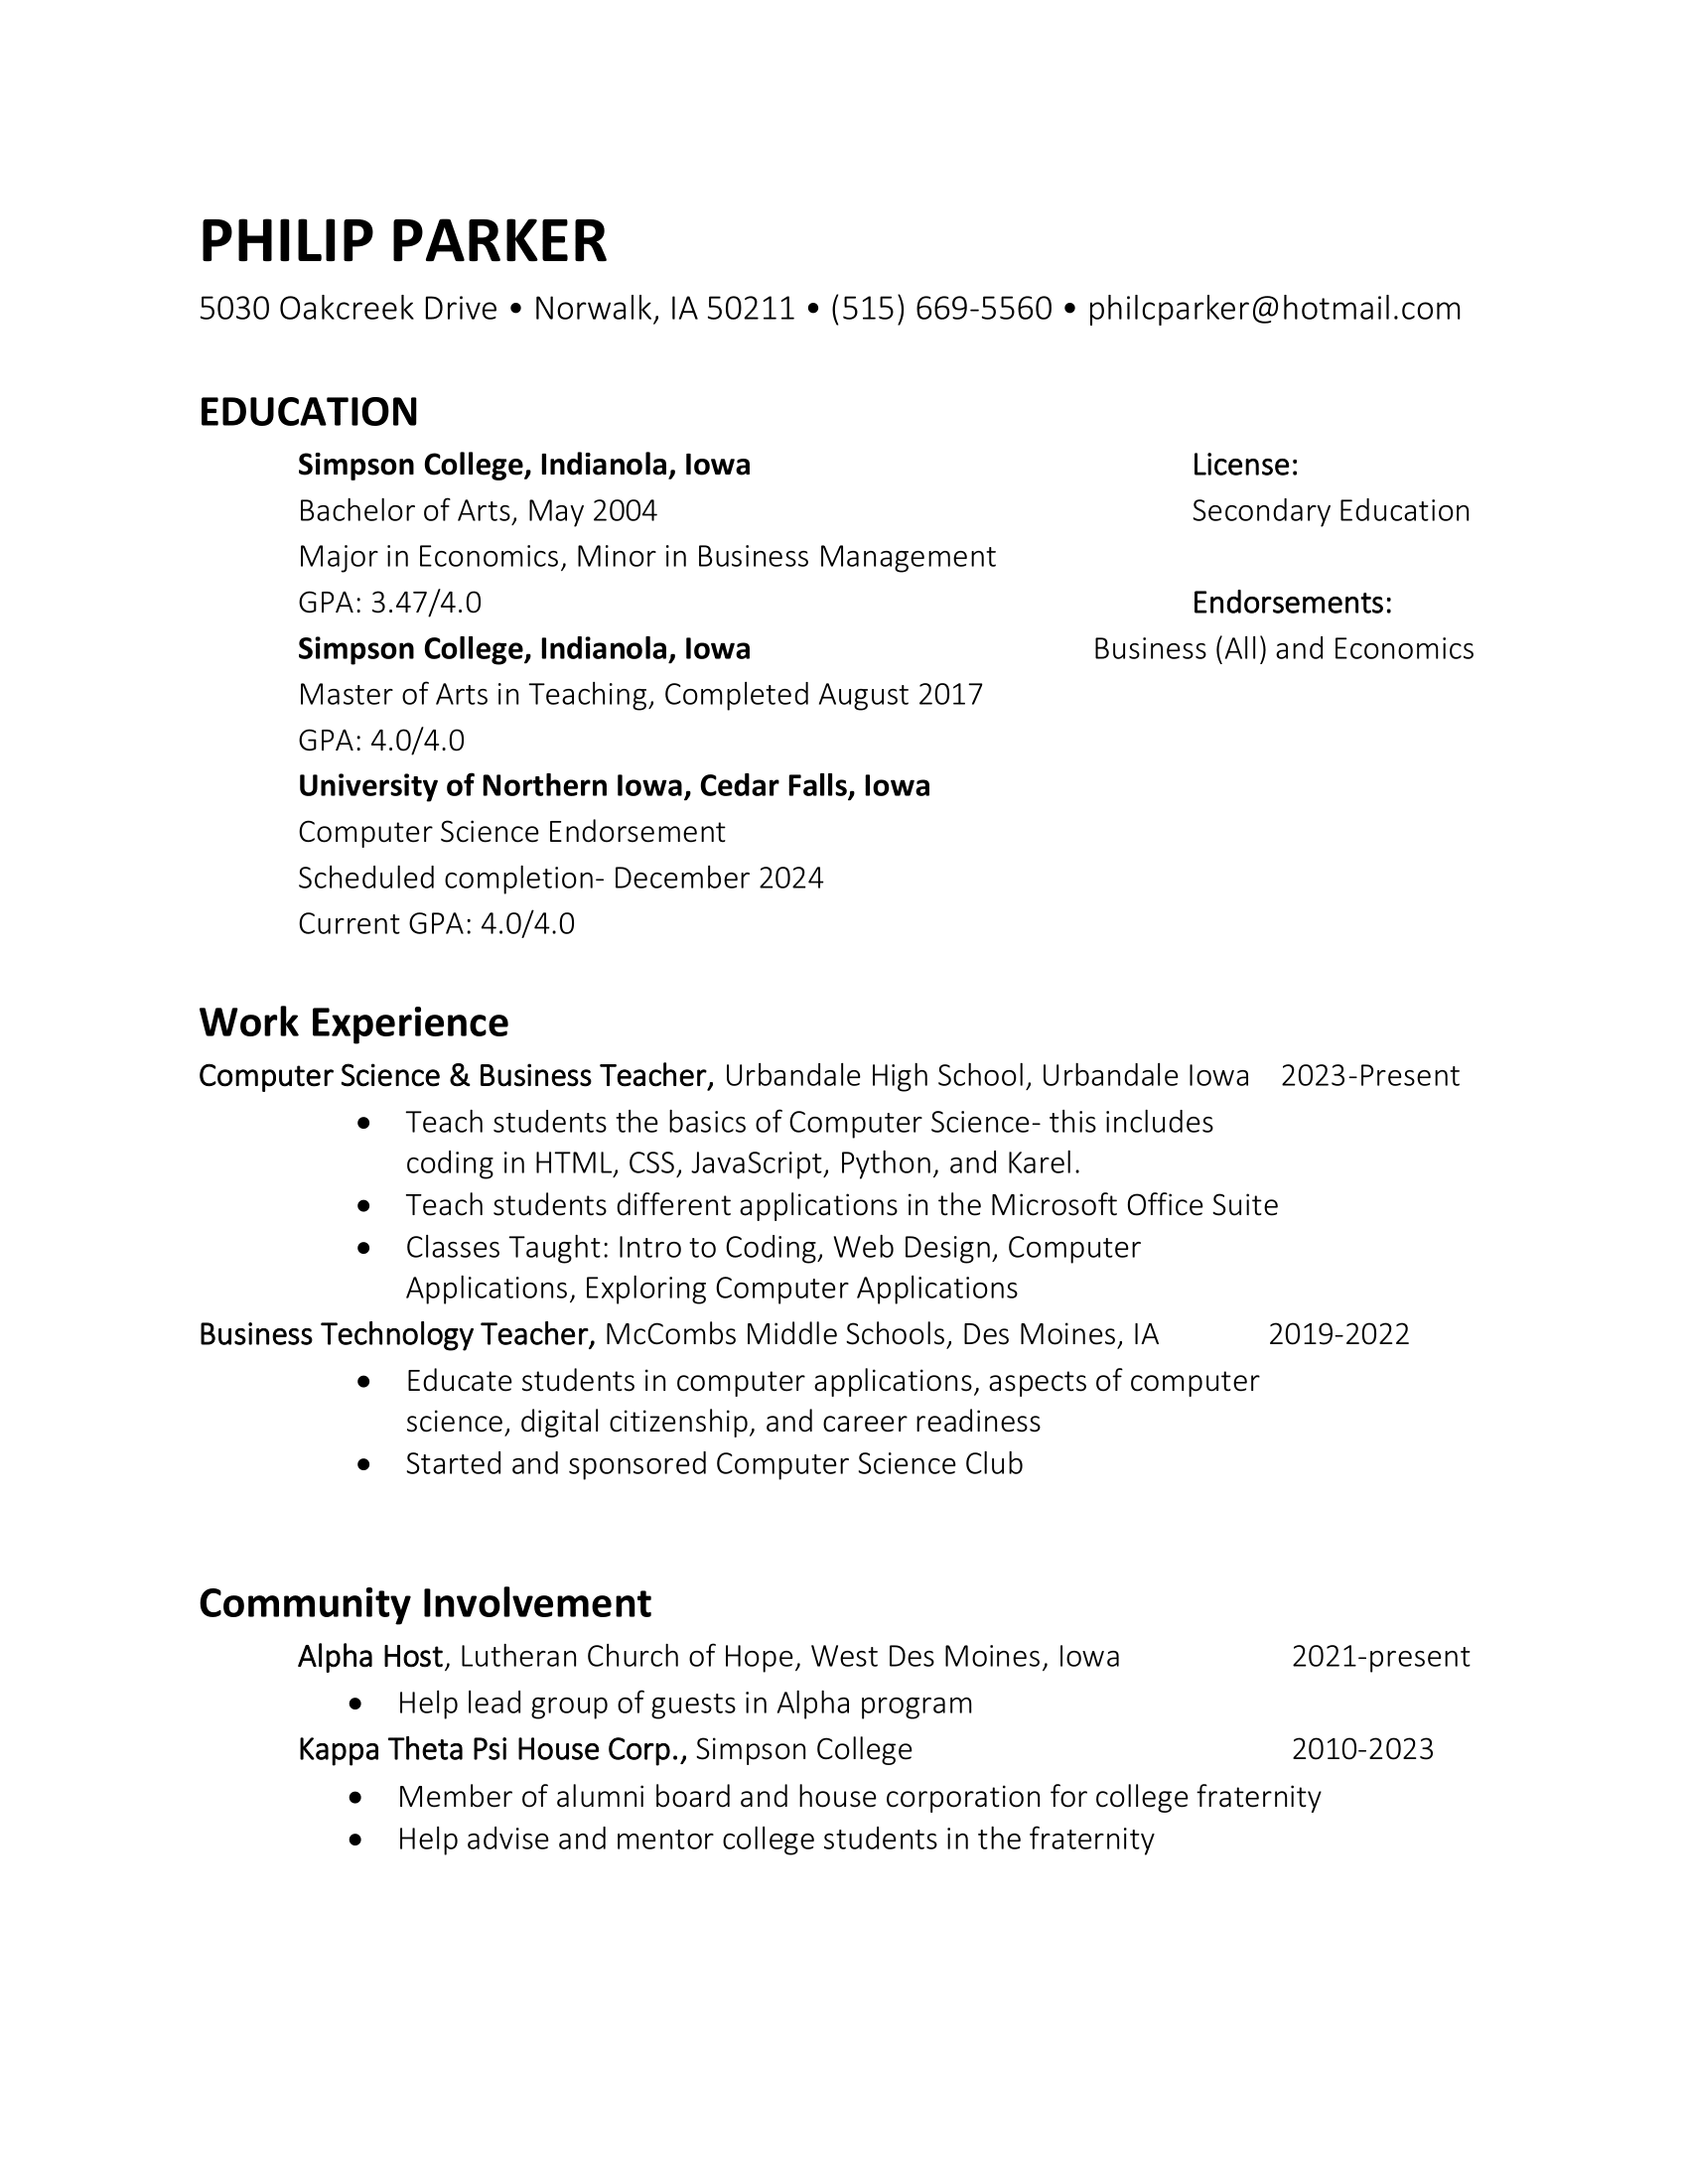 PHILIP PARKER
5030 Oakcreek Drive • Norwalk, IA 50211 • (515) 669-5560 • philcparker@hotmail.com
EDUCATION
Simpson College, Indianola, Iowa License:
Bachelor of Arts, May 2004 Secondary Education
Major in Economics, Minor in Business Management
GPA: 3.47/4.0 Endorsements:
Simpson College, Indianola, Iowa Business (All) and Economics
Master of Arts in Teaching, Completed August 2017
GPA: 4.0/4.0
University of Northern Iowa, Cedar Falls, Iowa
Computer Science Endorsement
Scheduled completion- December 2024
Current GPA: 4.0/4.0
Work Experience
Computer Science & Business Teacher, Urbandale High School, Urbandale Iowa 2023-Present
• Teach students the basics of Computer Science- this includes
coding in HTML, CSS, JavaScript, Python, and Karel.
• Teach students different applications in the Microsoft Office Suite
• Classes Taught: Intro to Coding, Web Design, Computer
Applications, Exploring Computer Applications
Business Technology Teacher, McCombs Middle Schools, Des Moines, IA 2019-2022
• Educate students in computer applications, aspects of computer
science, digital citizenship, and career readiness
• Started and sponsored Computer Science Club
Community Involvement
Alpha Host, Lutheran Church of Hope, West Des Moines, Iowa 2021-present
• Help lead group of guests in Alpha program
Kappa Theta Psi House Corp., Simpson College 2010-2023
• Member of alumni board and house corporation for college fraternity
• Help advise and mentor college students in the fraternity